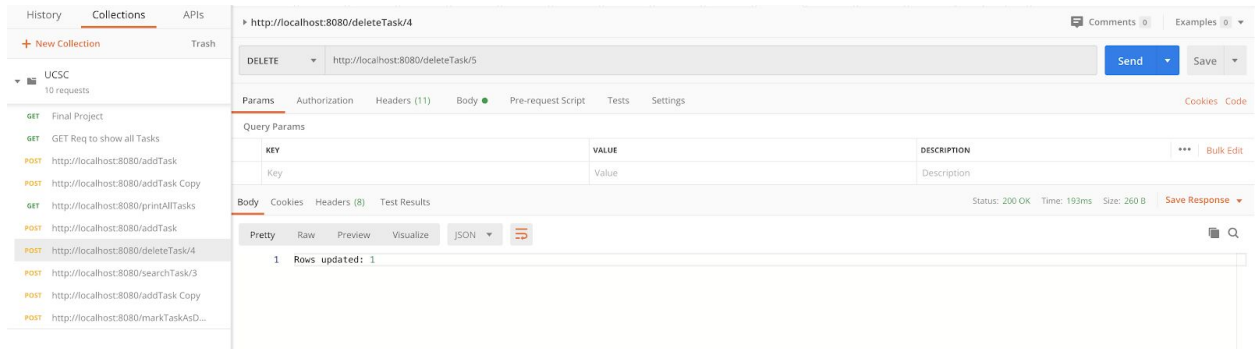 History Collections APIs
+ New Collection Trash
UCSC
10 requests
GET Final Project
GET GET Req to show all Tasks
POST http://localhost:8080/addTask
POST http://localhost:8080/addTask Copy
GET http://localhost:8080/printAllTasks
POST http://localhost:8080/addTask
POST http://localhost:8080/deleteTask/4
POST http://localhost:8080/searchTask/3
POST http://localhost:8080/addTask Copy
POST http://localhost:8080/markTaskAsD...
http://localhost:8080/deleteTask/4 Comments 0 Examples 0
DELETE http://localhost:8080/deleteTask/5 Send Save
Params Authorization Headers (11) Body Pre-request Script Tests Settings Cookies Code
Query Params
KEY VALUE DESCRIPTION ••• Bulk Edit
Key Value Description
Body Cookies Headers (8) Test Results Status: 200 OK Time: 193ms Size: 260 B Save Response
Pretty Raw Preview Visualize JSON
1 Rows updated: 1